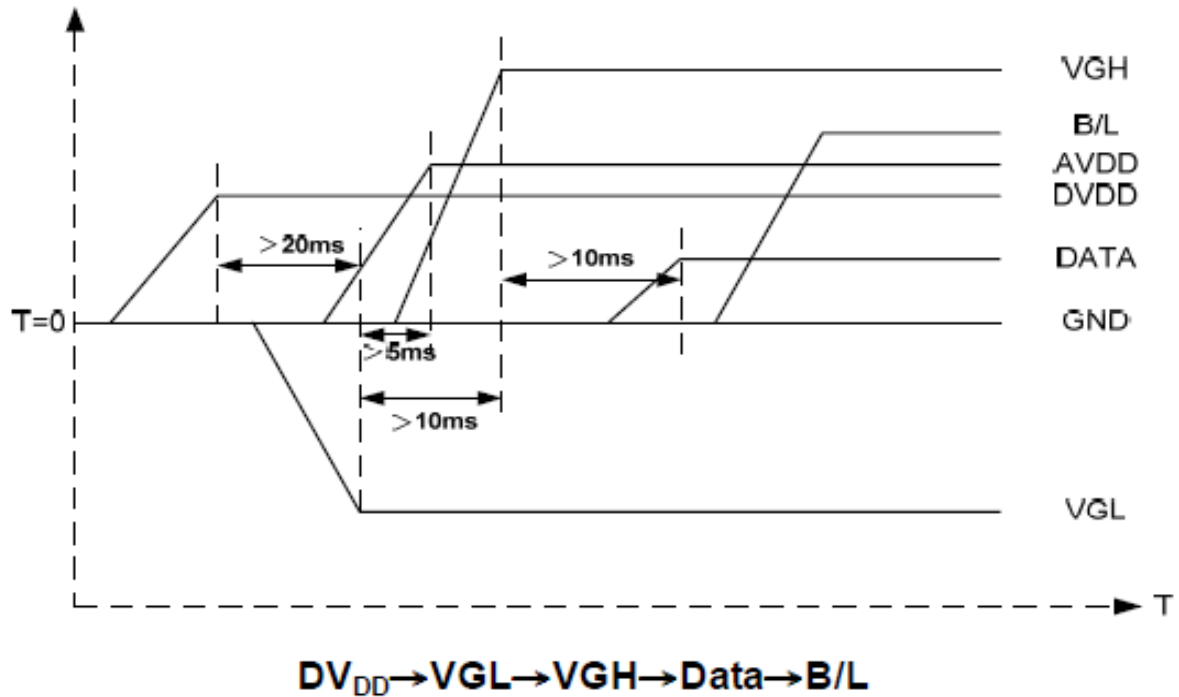 VGH
B/L
AVDD
DVDD
>20ms
>10ms
DATA
T=0
GND
>5ms
>10ms
VGL
T
DVDD→VGL→VGH→Data→B/L